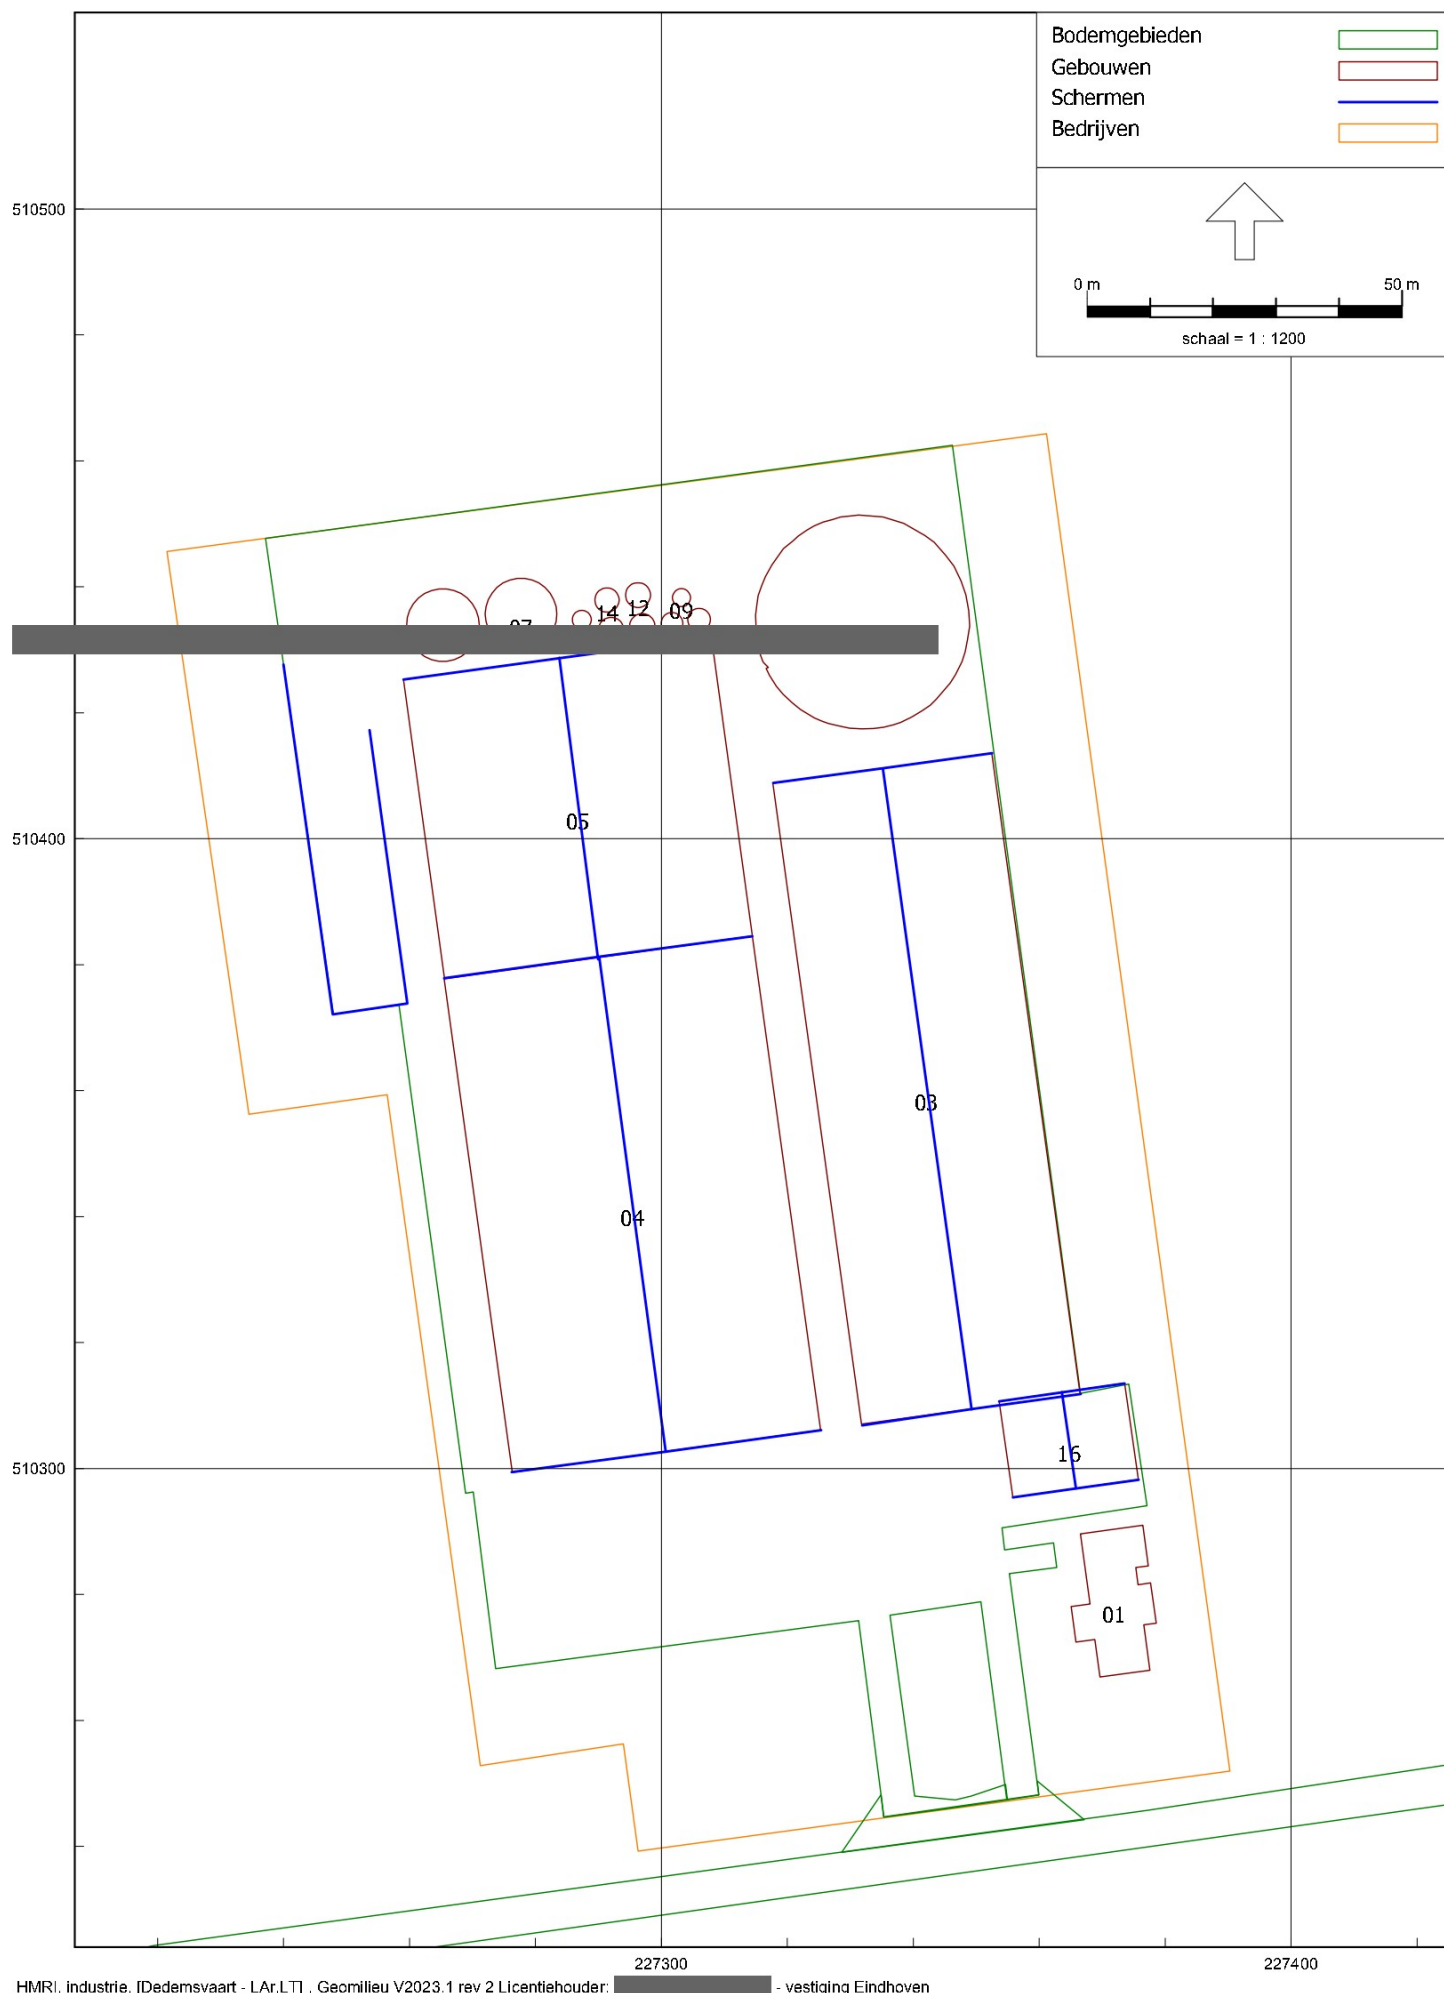 Bodemgebieden
Gebouwen
Schermen
Bedrijven
0 m 50 m
schaal = 1 : 1200
510500
14 12 09
07
05
510400
03
04
16
510300
01
227300 227400
HMRI, industrie, [Dedemsvaart - LAr,LT] , Geomilieu V2023.1 rev 2 Licentiehouder: - vestiging Eindhoven